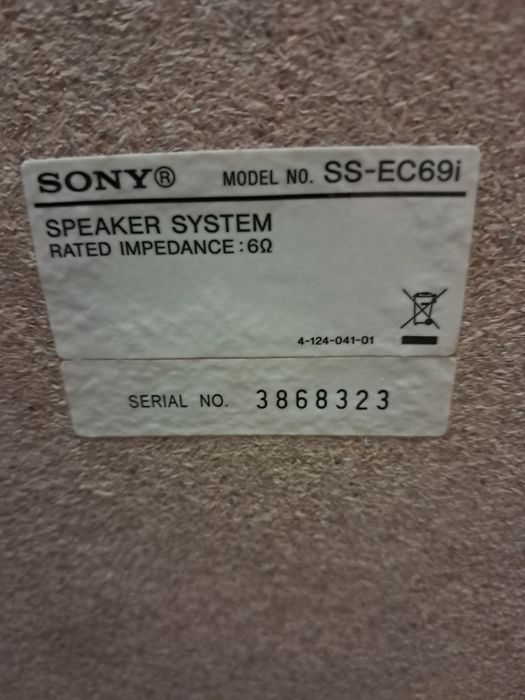 SONY® MODEL NO. SS-EC69i
SPEAKER SYSTEM
RATED IMPEDANCE : 6Ω
4-124-041-01
SERIAL NO. 3868323